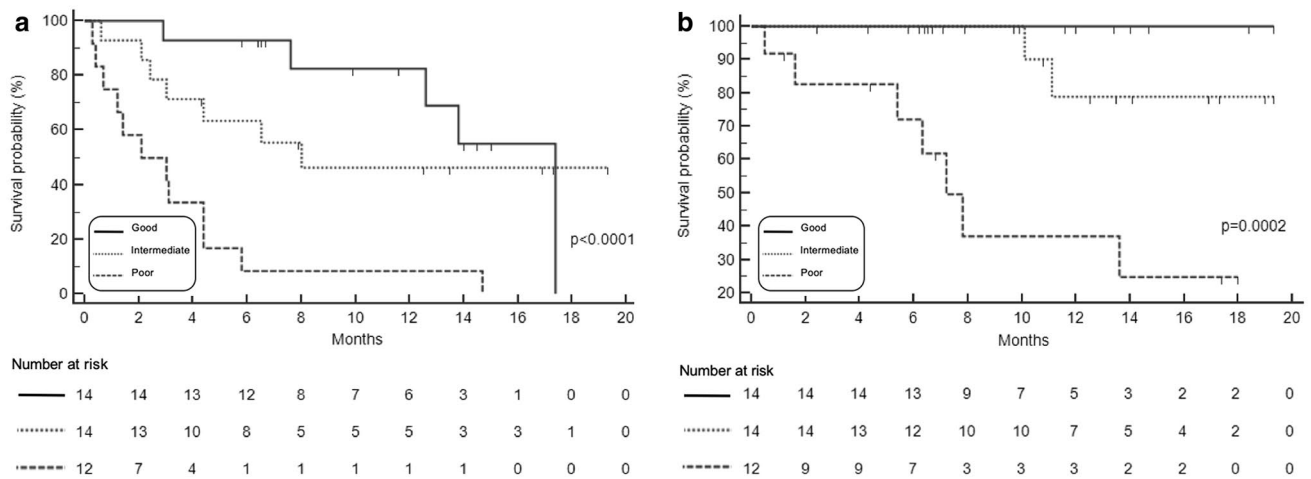 a
Survival probability (%)
100
80
60
40
20
0
Good
Intermediate
Poor
p<0.0001
0 2 4 6 8 10 12 14 16 18 20
Months
Number at risk
14 14 13 12 8 7 6 3 1 0 0
14 13 10 8 5 5 5 3 3 1 0
12 7 4 1 1 1 1 1 0 0 0
b
Survival probability (%)
100
90
80
70
60
50
40
30
20
Good
Intermediate
Poor
p=0.0002
0 2 4 6 8 10 12 14 16 18 20
Months
Number at risk
14 14 14 13 9 7 5 3 2 2 0
14 14 13 12 10 10 7 5 4 2 0
12 9 9 7 3 3 3 2 2 0 0